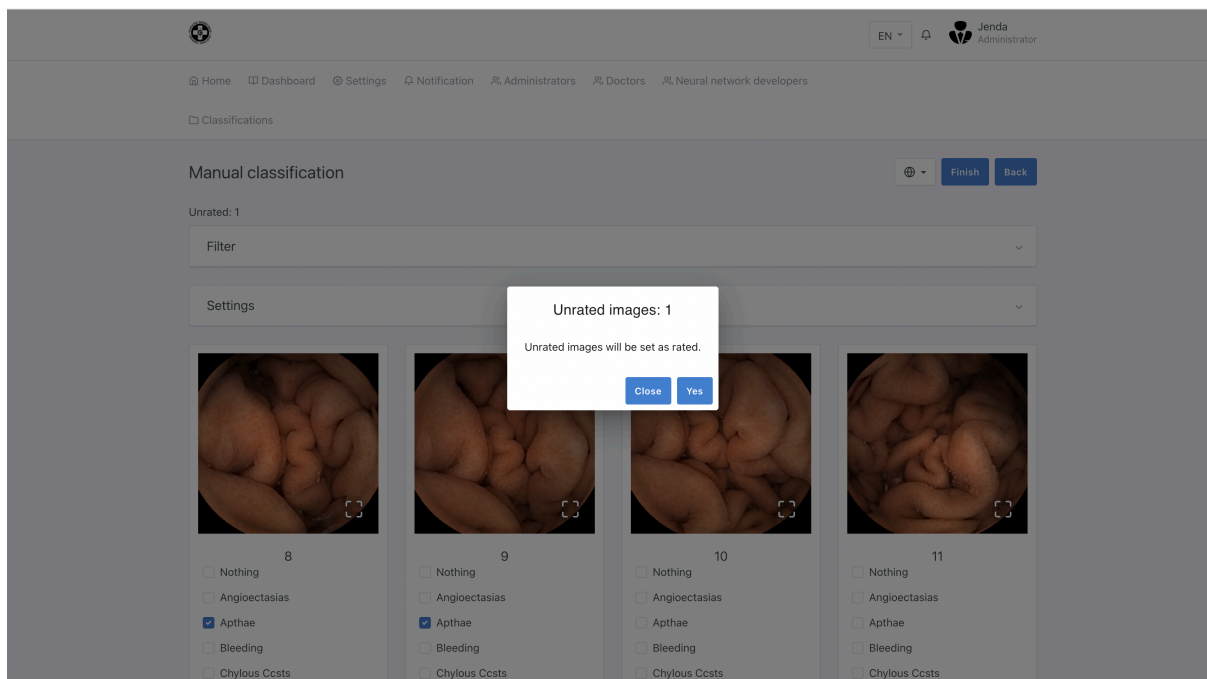 EN
Jenda
Administrator
Home Dashboard Settings Notification Administrators Doctors Neural network developers
Classifications
Manual classification
Finish Back
Unrated: 1
Filter
Settings
Unrated images: 1
Unrated images will be set as rated.
Close Yes
8 9 10 11
Nothing Nothing Nothing Nothing
Angioectasias Angioectasias Angioectasias Angioectasias
Apthae Apthae Apthae Apthae
Bleeding Bleeding Bleeding Bleeding
Chylous Ccsts Chylous Ccsts Chylous Ccsts Chylous Ccsts